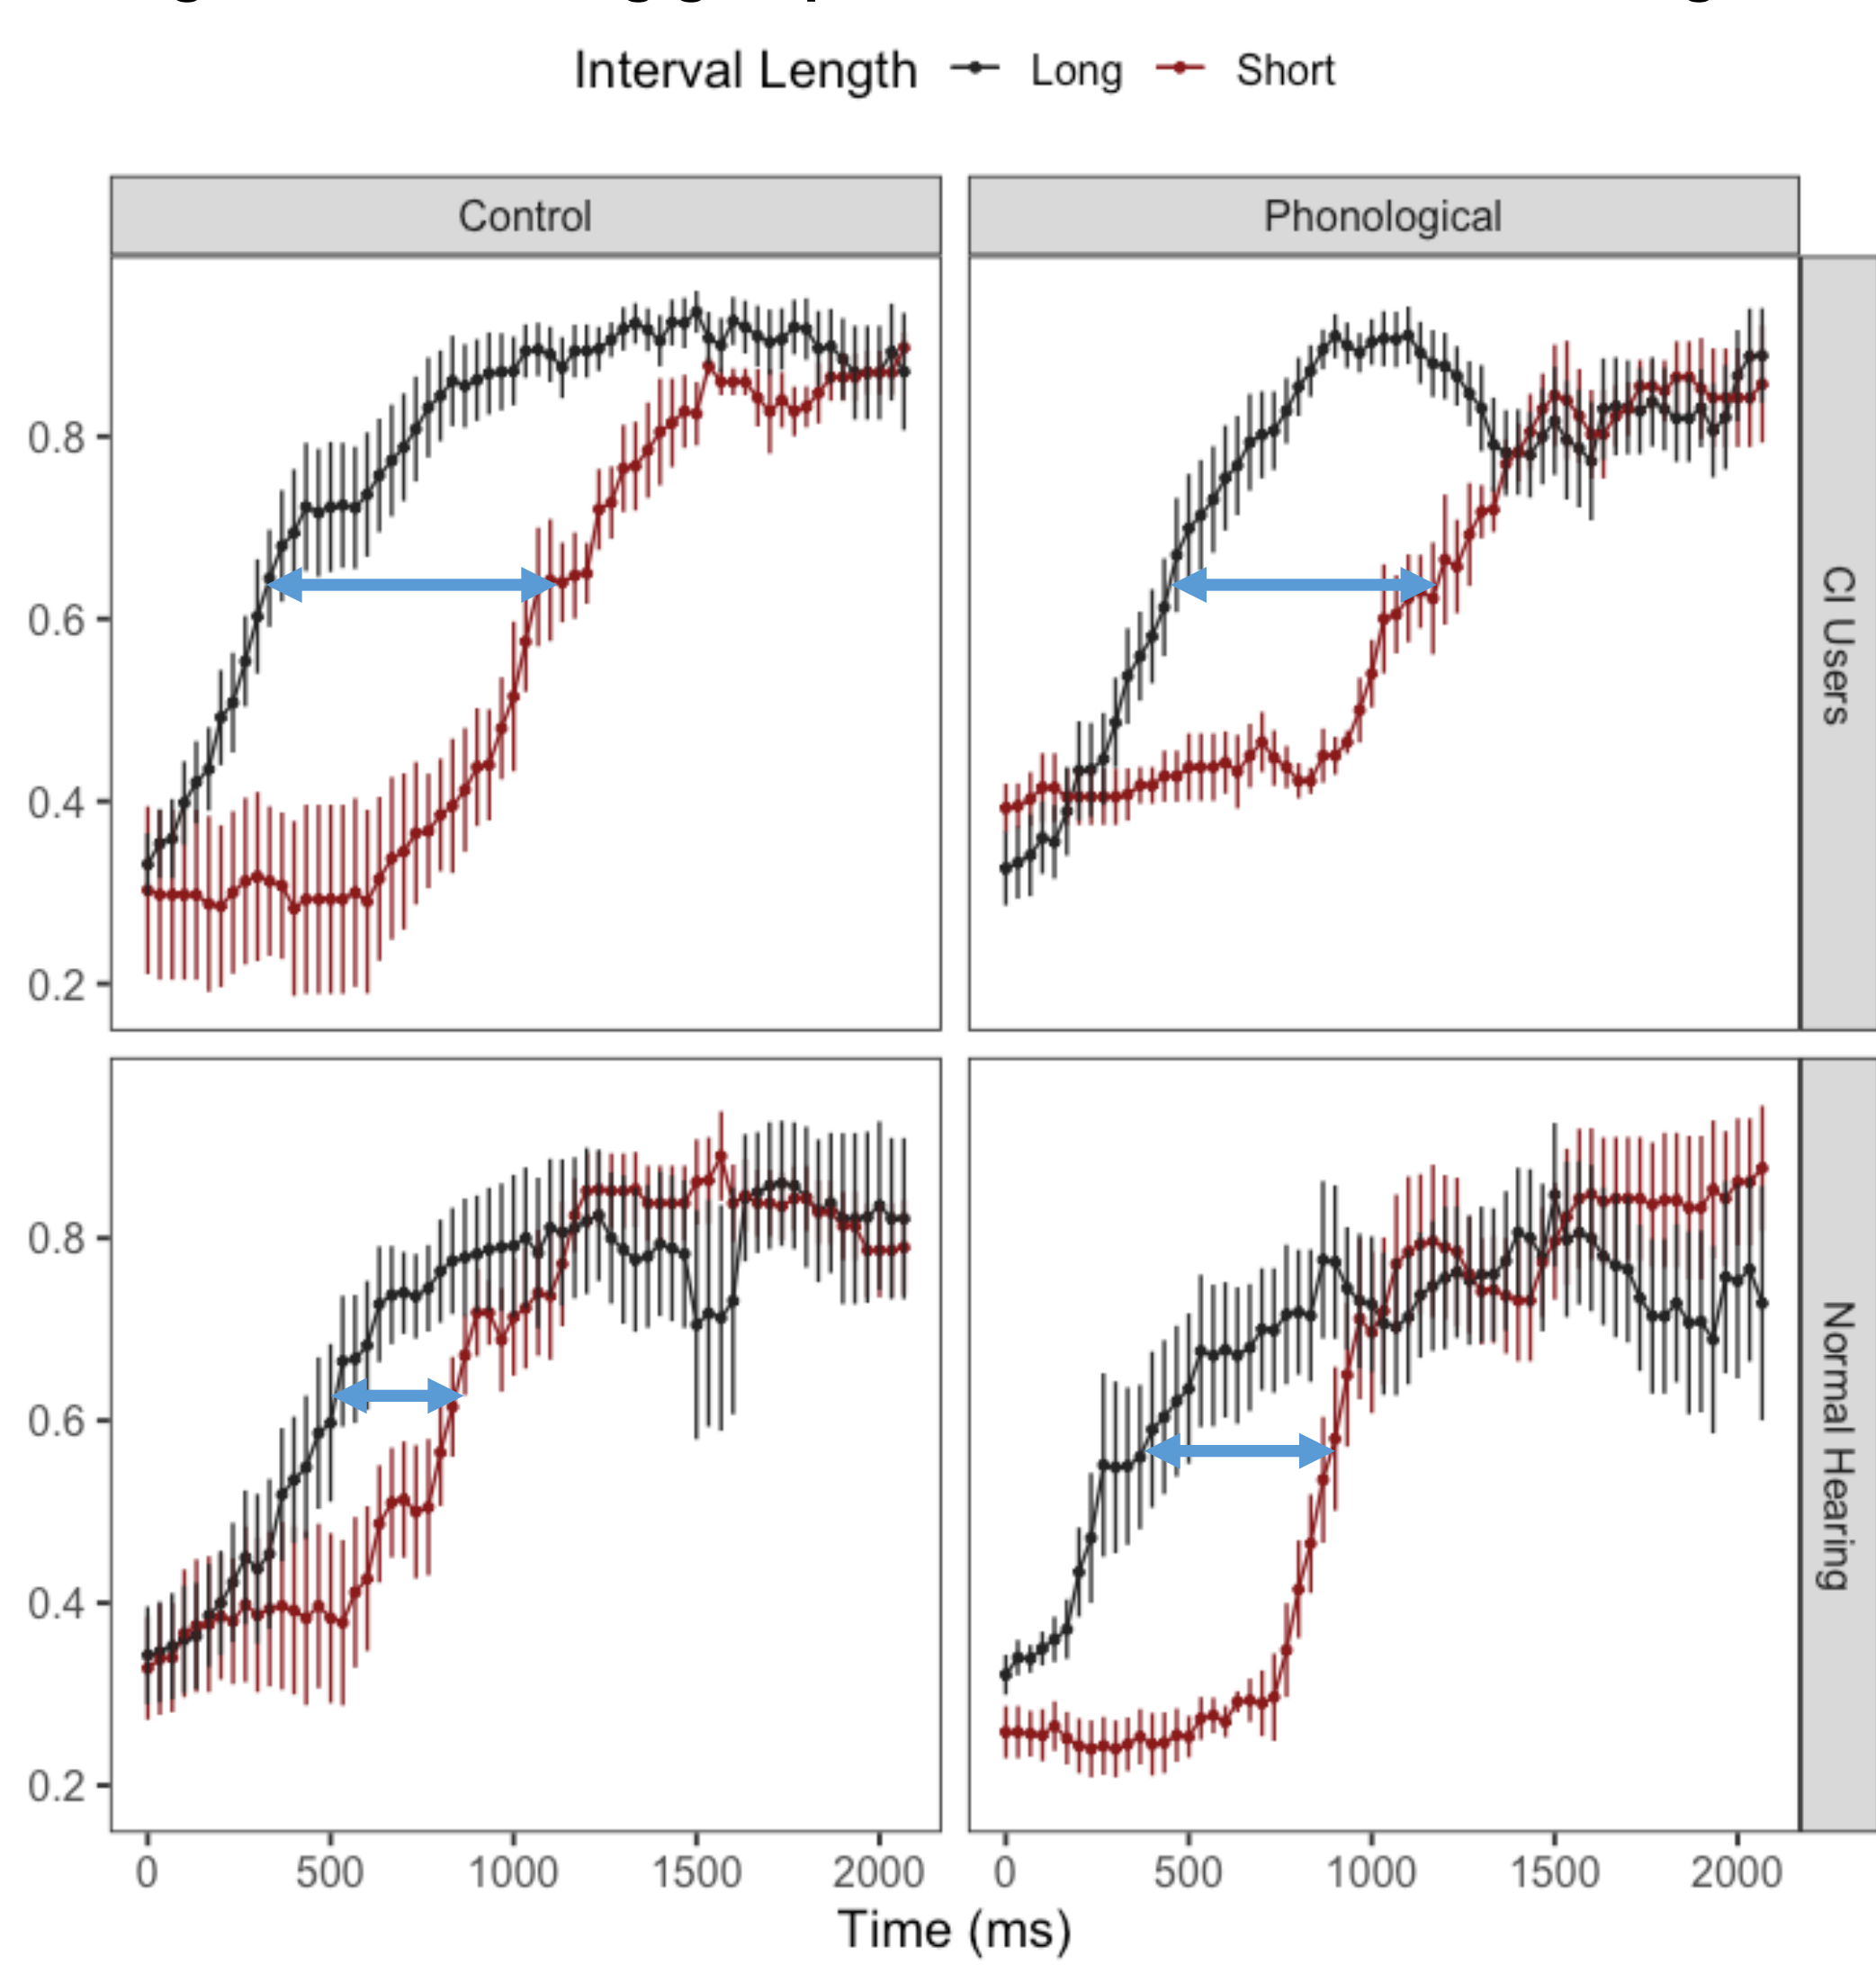 Interval Length Long Short
Control Phonological
0.8
0.6
0.4
0.2
CI Users
0.8
0.6
0.4
0.2
Normal Hearing
0 500 1000 1500 2000 0 500 1000 1500 2000
Time (ms)